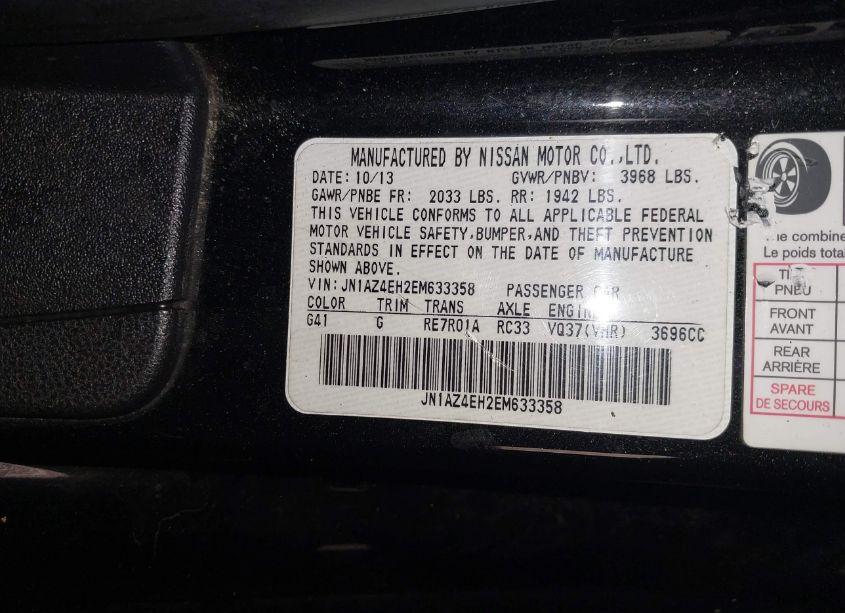 MANUFACTURED BY NISSAN MOTOR CO.,LTD.
DATE: 10/13 GVWR/PNBV: 3968 LBS.
GAWR/PNBE FR: 2033 LBS. RR: 1942 LBS.
THIS VEHICLE CONFORMS TO ALL APPLICABLE FEDERAL
MOTOR VEHICLE SAFETY,BUMPER,AND THEFT PREVENTION
STANDARDS IN EFFECT ON THE DATE OF MANUFACTURE
SHOWN ABOVE.
VIN:JN1AZ4EH2EM633358 PASSENGER CAR
COLOR TRIM TRANS AXLE ENGINE
G41 G RE7R01A RC33 VQ37(VHR) 3696CC
JN1AZ4EH2EM633358
The combine
Le poids total
PNEU
FRONT
AVANT
REAR
ARRIÈRE
SPARE
DE SECOURS